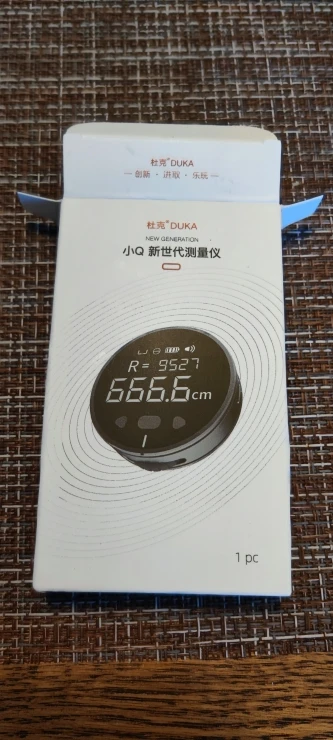 杜克 DUKA
— 创新 · 进取 · 乐玩 —
杜克 DUKA
NEW GENERATION
小Q 新世代测量仪
R= 9527
666.6cm
1 pc